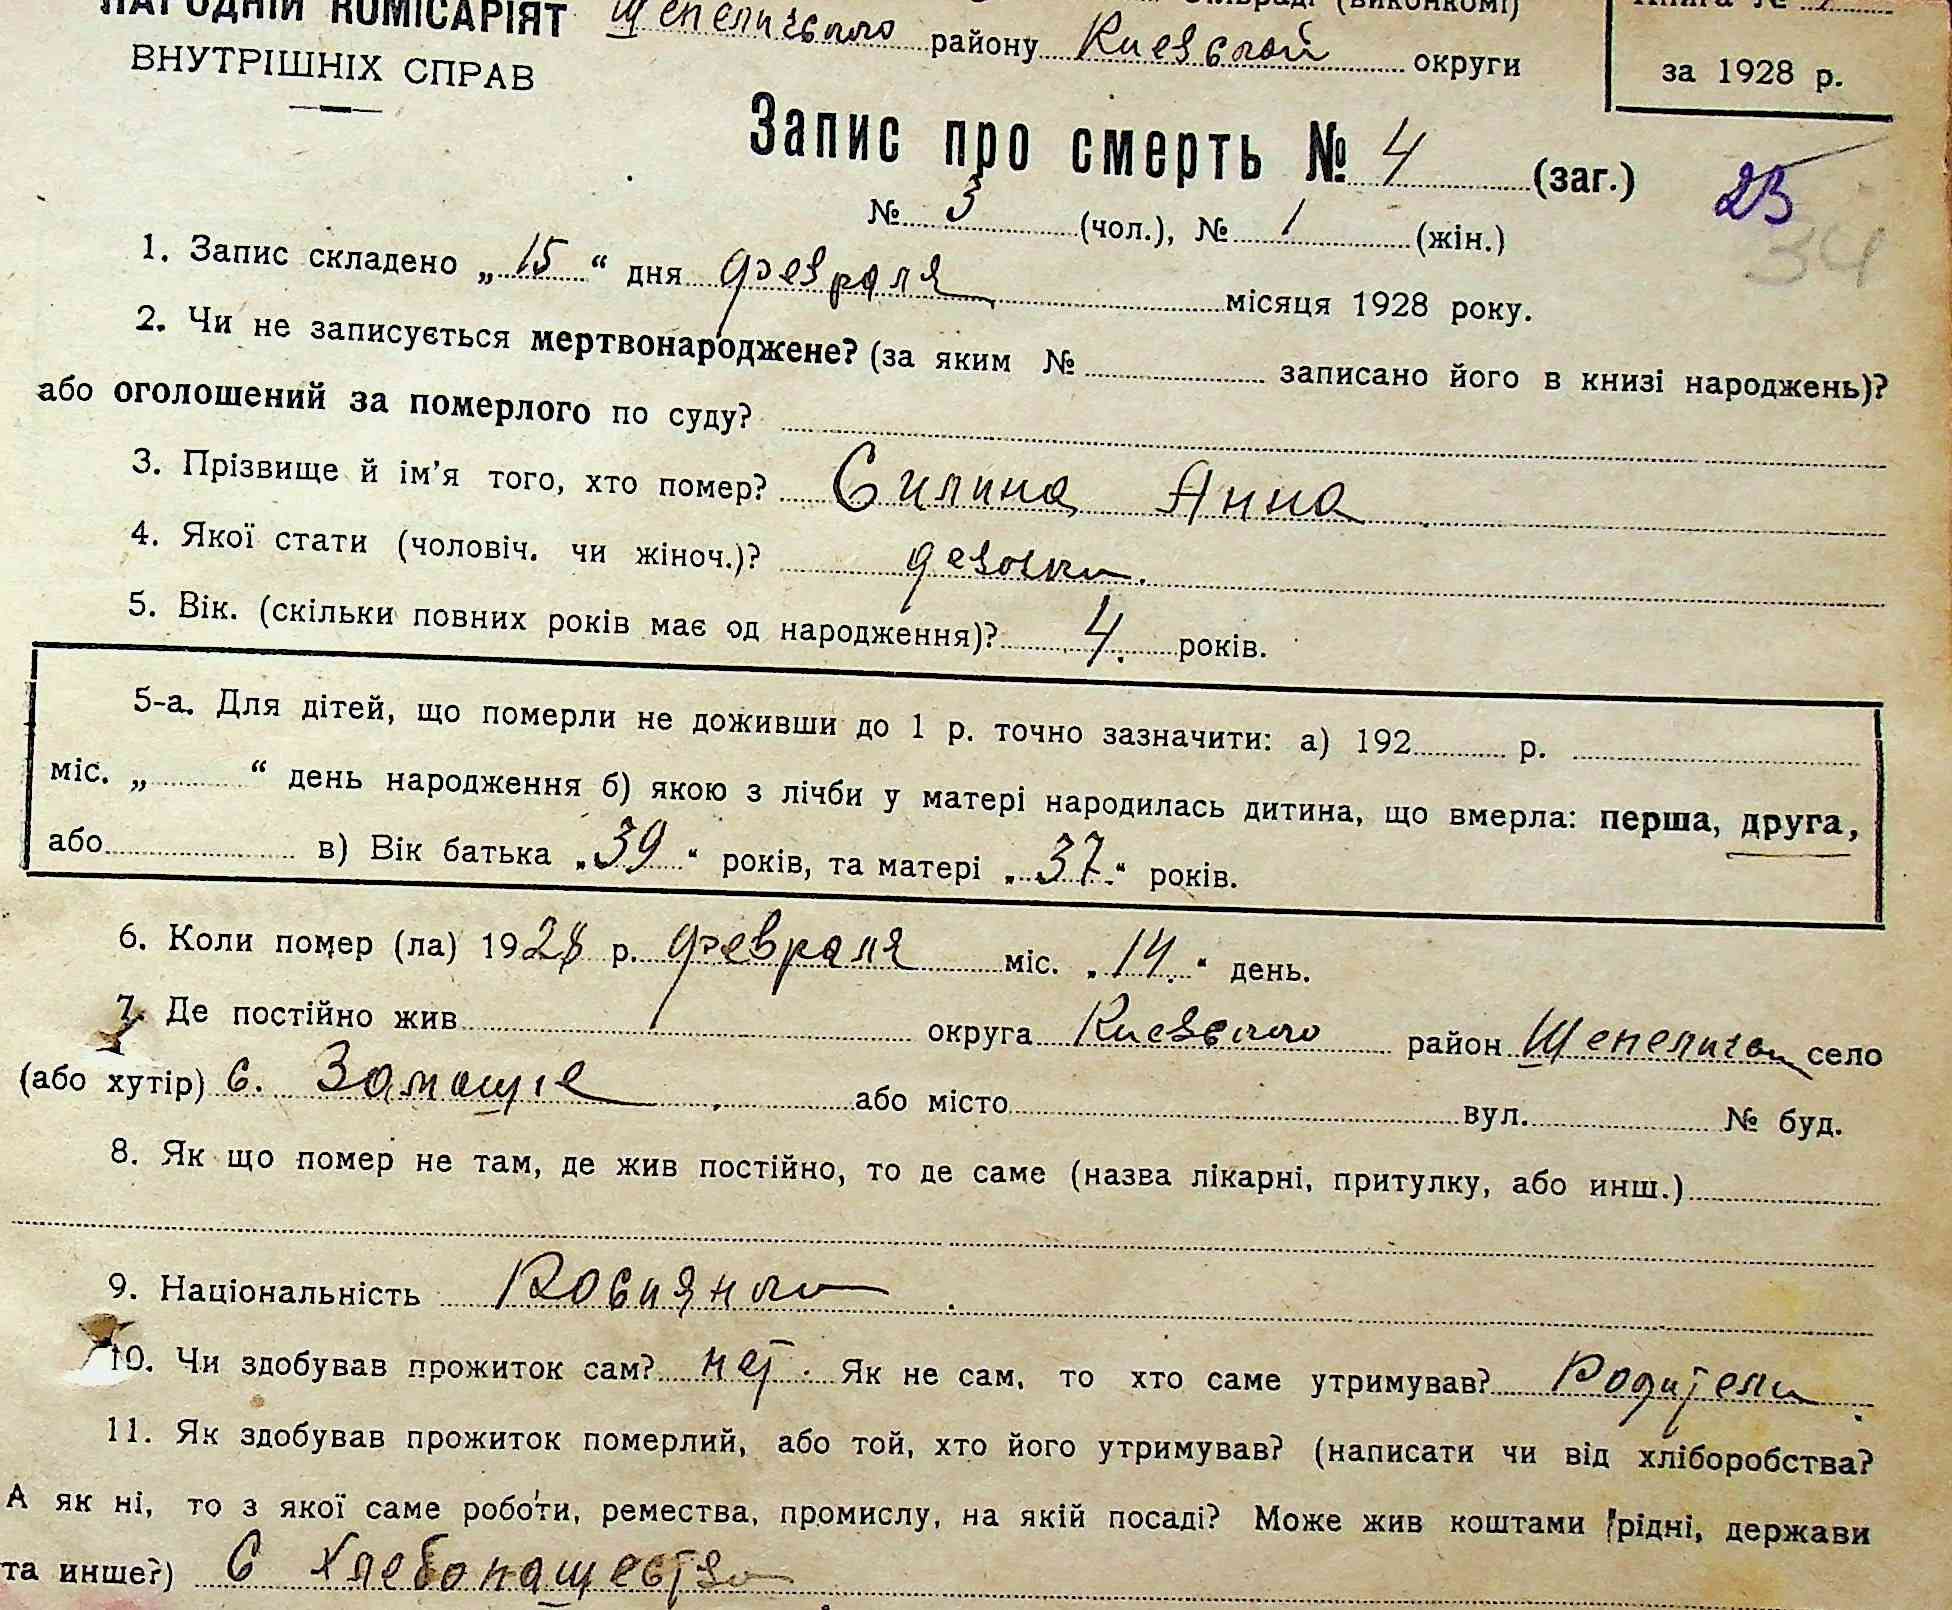 НАРОДНІЙ КОМІСАРІЯТ
ВНУТРІШНІХ СПРАВ
району Киевской округи
за 1928 р.
Запис про смерть № 4 (заг.)
23
34
№ 3 (чол.), № 1 (жін.)
1. Запис складено „15“ дня февраля місяця 1928 року.
2. Чи не записується мертвонароджене? (за яким № записано його в книзі народжень)?
або оголошений за померлого по суду?
3. Прізвище й ім'я того, хто помер? Силина Анна
4. Якої стати (чоловіч. чи жіноч.)? девочка.
5. Вік. (скільки повних років має од народження)? 4. років.
5-а. Для дітей, що померли не доживши до 1 р. точно зазначити: а) 192 р.
міс. „ “ день народження б) якою з лічби у матері народилась дитина, що вмерла: перша, друга,
або в) Вік батька „39“ років, та матері „37“ років.
6. Коли помер (ла) 1928 р. февраля міс. „14.“ день.
7. Де постійно жив округа Киевского район Щепеличски село
(або хутір) с. Замощіе або місто вул. № буд.
8. Як що помер не там, де жив постійно, то де саме (назва лікарні, притулку, або инш.)
9. Національність Росиянка
10. Чи здобував прожиток сам? нет. Як не сам, то хто саме утримував? Родители
11. Як здобував прожиток померлий, або той, хто його утримував? (написати чи від хліборобства?
А як ні, то з якої саме роботи, ремества, промислу, на якій посаді? Може жив коштами рідні, держави
та инше?) С хлебопашества